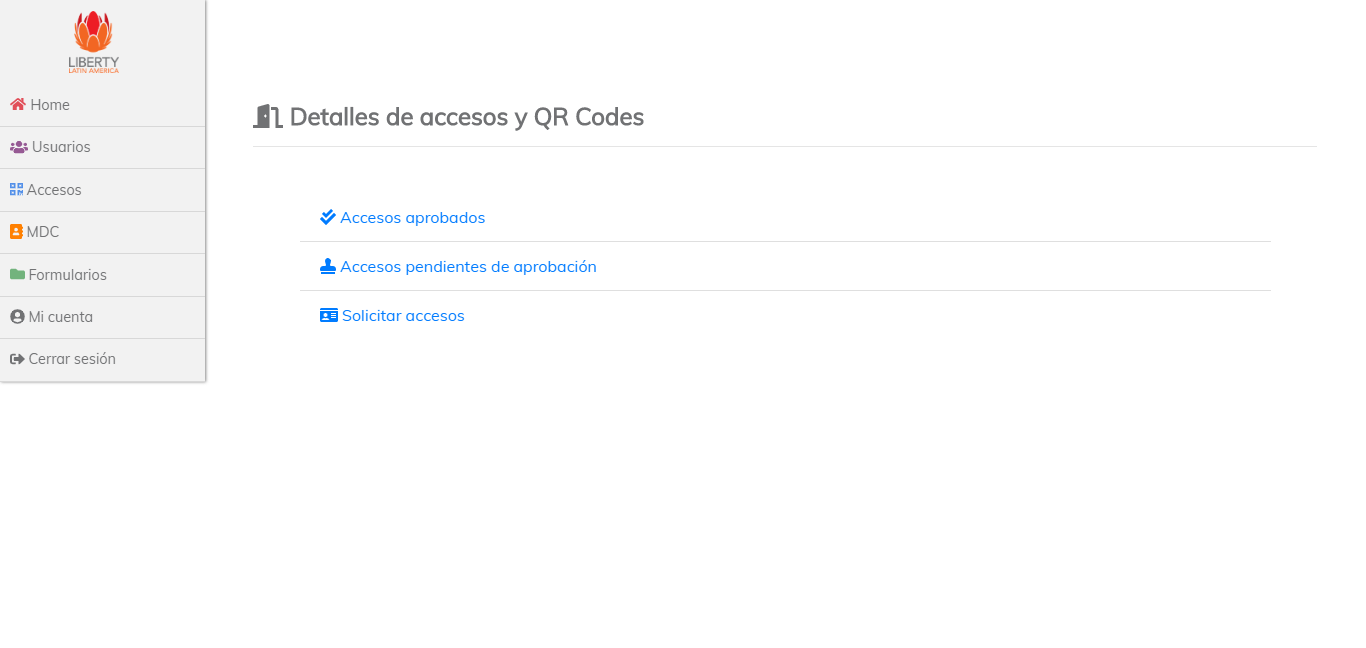 LIBERTY
LATIN AMERICA
Home
Usuarios
Accesos
MDC
Formularios
Mi cuenta
Cerrar sesión
Detalles de accesos y QR Codes
Accesos aprobados
Accesos pendientes de aprobación
Solicitar accesos